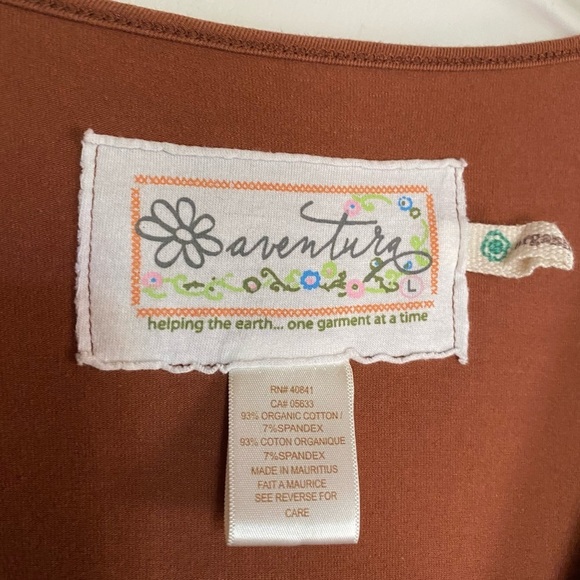 aventura
L
helping the earth... one garment at a time
RN# 40841
CA# 05633
93% ORGANIC COTTON /
7%SPANDEX
93% COTON ORGANIQUE
7%SPANDEX
MADE IN MAURITIUS
FAIT A MAURICE
SEE REVERSE FOR
CARE